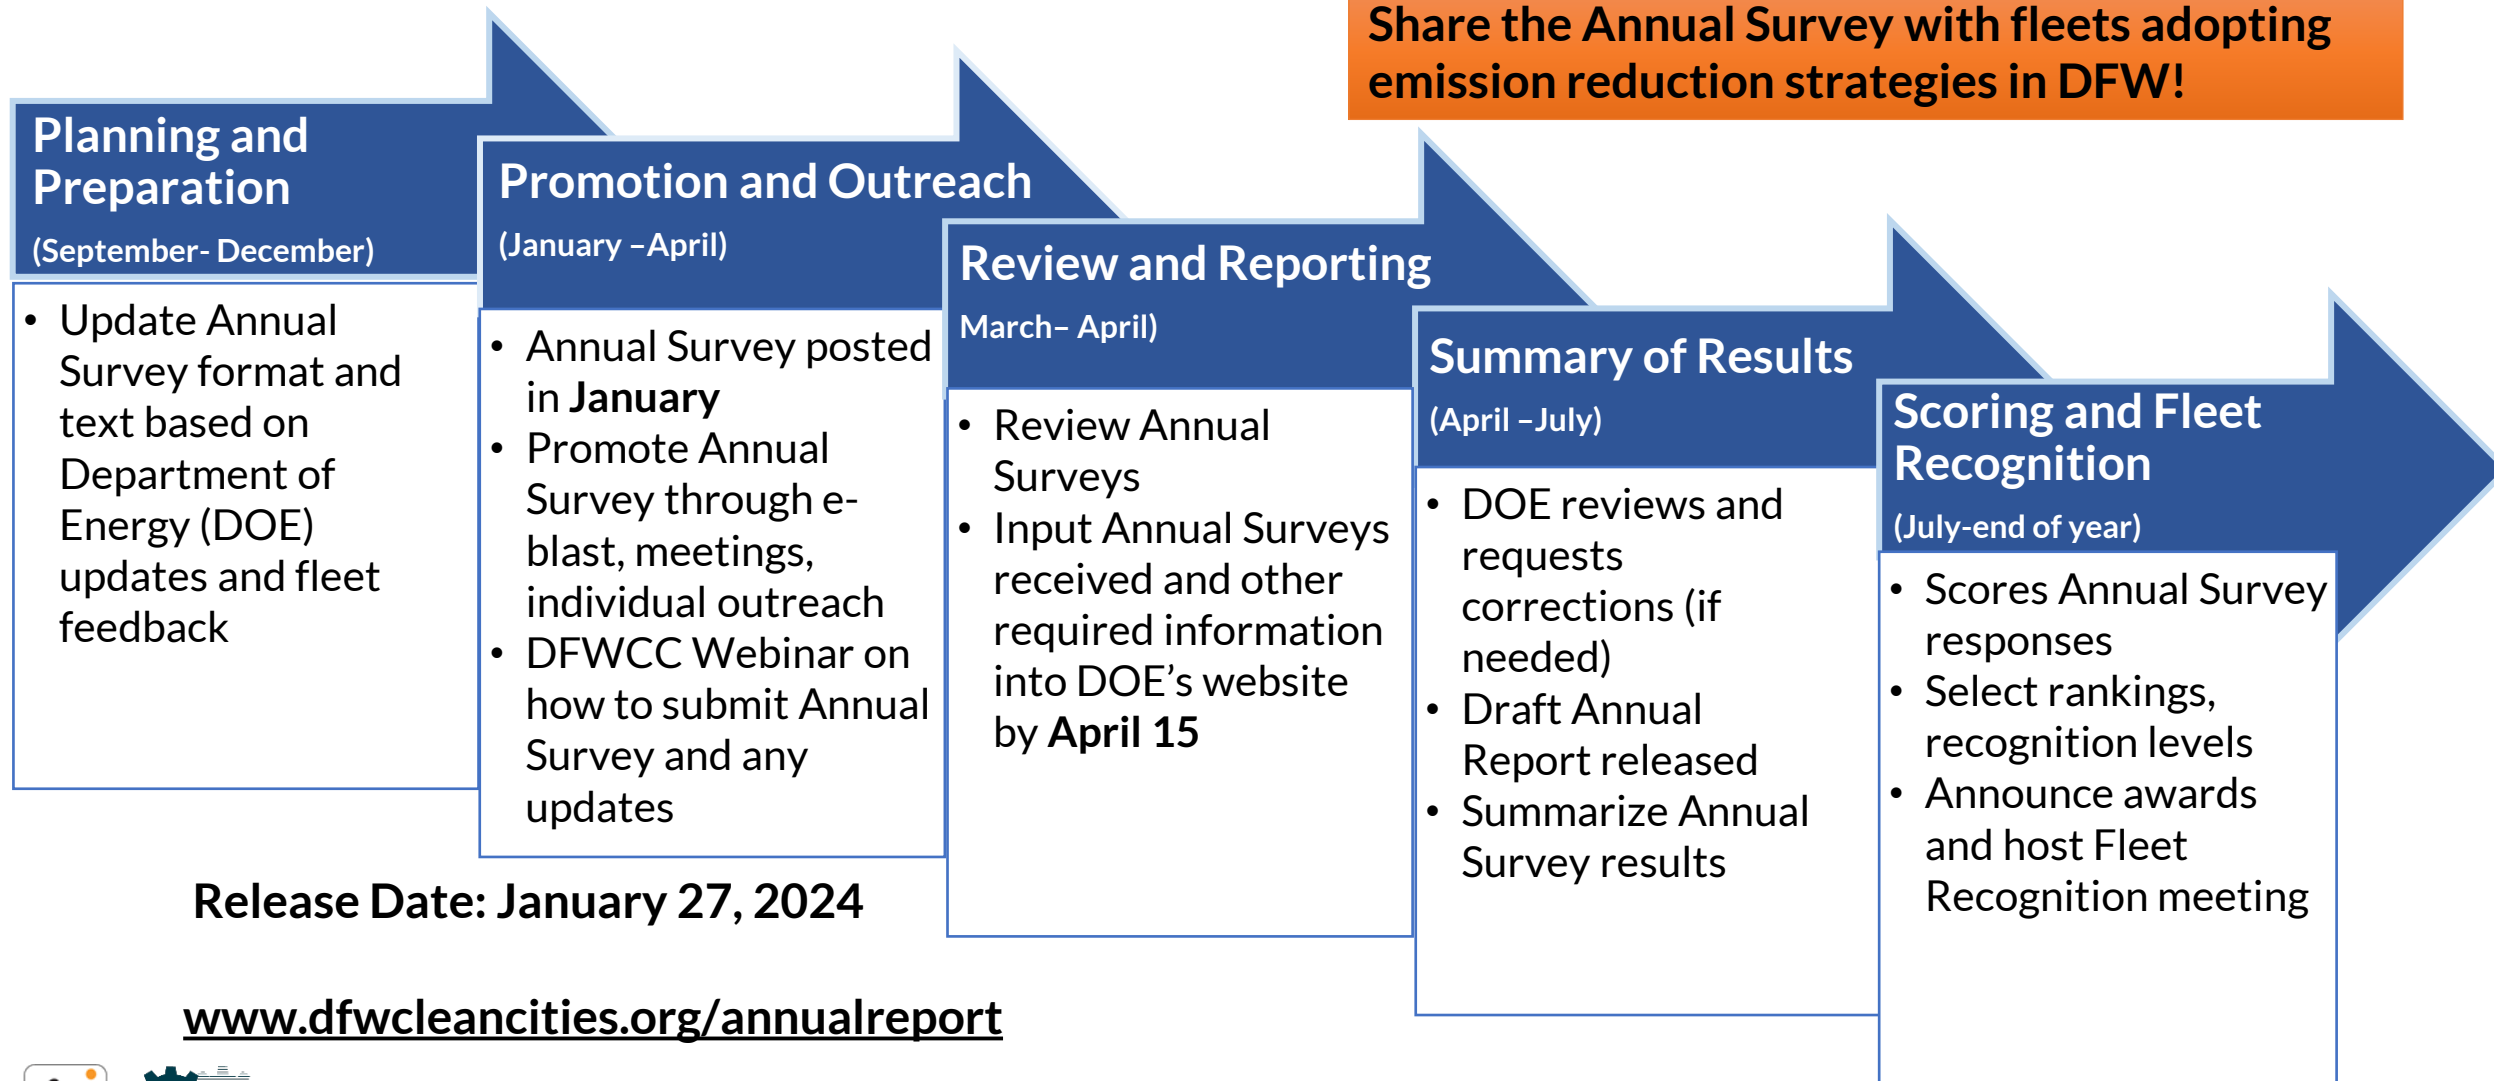 Share the Annual Survey with fleets adopting
emission reduction strategies in DFW!
Planning and
Preparation
(September- December)
• Update Annual
Survey format and
text based on
Department of
Energy (DOE)
updates and fleet
feedback
Promotion and Outreach
(January –April)
• Annual Survey posted
in January
• Promote Annual
Survey through e-
blast, meetings,
individual outreach
• DFWCC Webinar on
how to submit Annual
Survey and any
updates
Review and Reporting
March– April)
• Review Annual
Surveys
• Input Annual Surveys
received and other
required information
into DOE’s website
by April 15
Summary of Results
(April –July)
• DOE reviews and
requests
corrections (if
needed)
• Draft Annual
Report released
• Summarize Annual
Survey results
Scoring and Fleet
Recognition
(July-end of year)
• Scores Annual Survey
responses
• Select rankings,
recognition levels
• Announce awards
and host Fleet
Recognition meeting
Release Date: January 27, 2024
www.dfwcleancities.org/annualreport